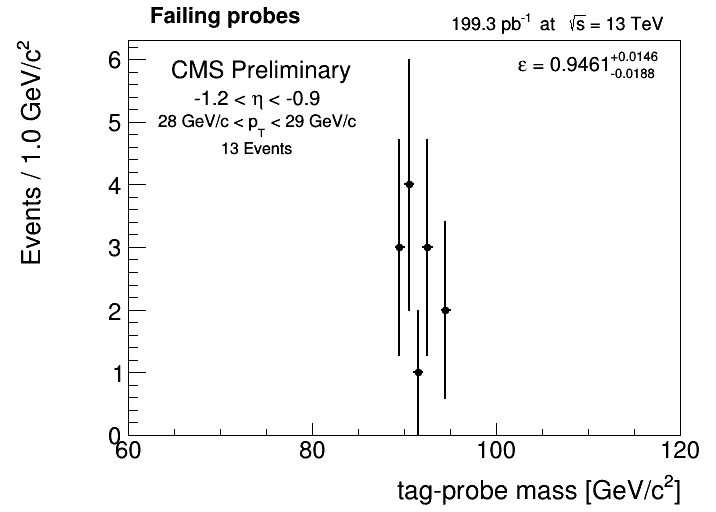 Failing probes
199.3 pb⁻¹ at √s = 13 TeV
CMS Preliminary
-1.2 < η < -0.9
28 GeV/c < p_T < 29 GeV/c
13 Events
ε = 0.9461 +0.0146 -0.0188
Events / 1.0 GeV/c²
6
5
4
3
2
1
0
60 80 100 120
tag-probe mass [GeV/c²]